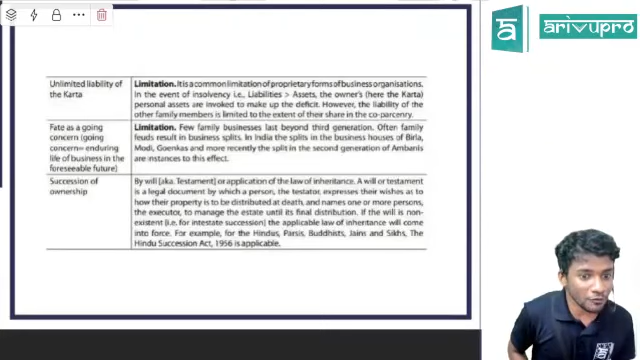 arivupro
Unlimited liability of
the Karta
Limitation. It is a common limitation of proprietary forms of business organisations.
In the event of insolvency i.e., Liabilities > Assets, the owner's (here the Karta)
personal assets are invoked to make up the deficit. However, the liability of the
other family members is limited to the extent of their share in the co-parcenry.
Fate as a going
concern (going
concern= enduring
life of business in the
foreseeable future)
Limitation. Few family businesses last beyond third generation. Often family
feuds result in business splits. In India the splits in the business houses of Birla,
Modi, Goenkas and more recently the split in the second generation of Ambanis
are instances to this effect.
Succession of
ownership
By will [aka. Testament] or application of the law of inheritance. A will or testament
is a legal document by which a person, the testator, expresses their wishes as to
how their property is to be distributed at death, and names one or more persons,
the executor, to manage the estate until its final distribution. If the will is non-
existent [i.e. for intestate succession] the applicable law of inheritance will come
into force. For example, for the Hindus, Parsis, Buddhists, Jains and Sikhs, The
Hindu Succession Act, 1956 is applicable.